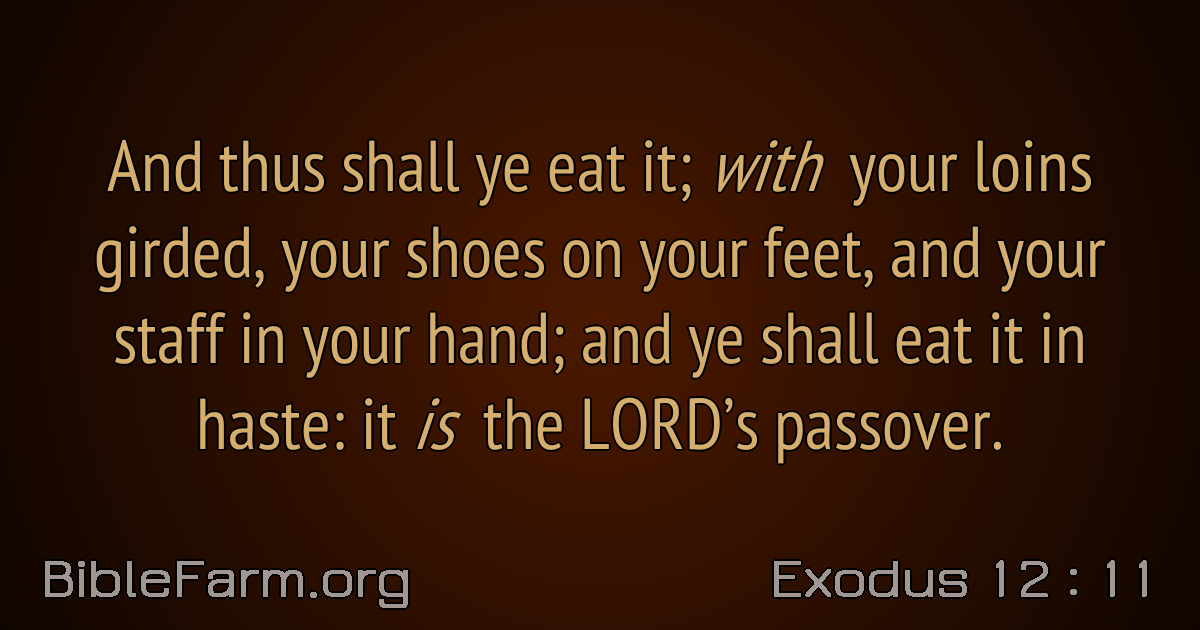 And thus shall ye eat it; with your loins
girded, your shoes on your feet, and your
staff in your hand; and ye shall eat it in
haste: it is the LORD’s passover.
BibleFarm.org
Exodus 12 : 11